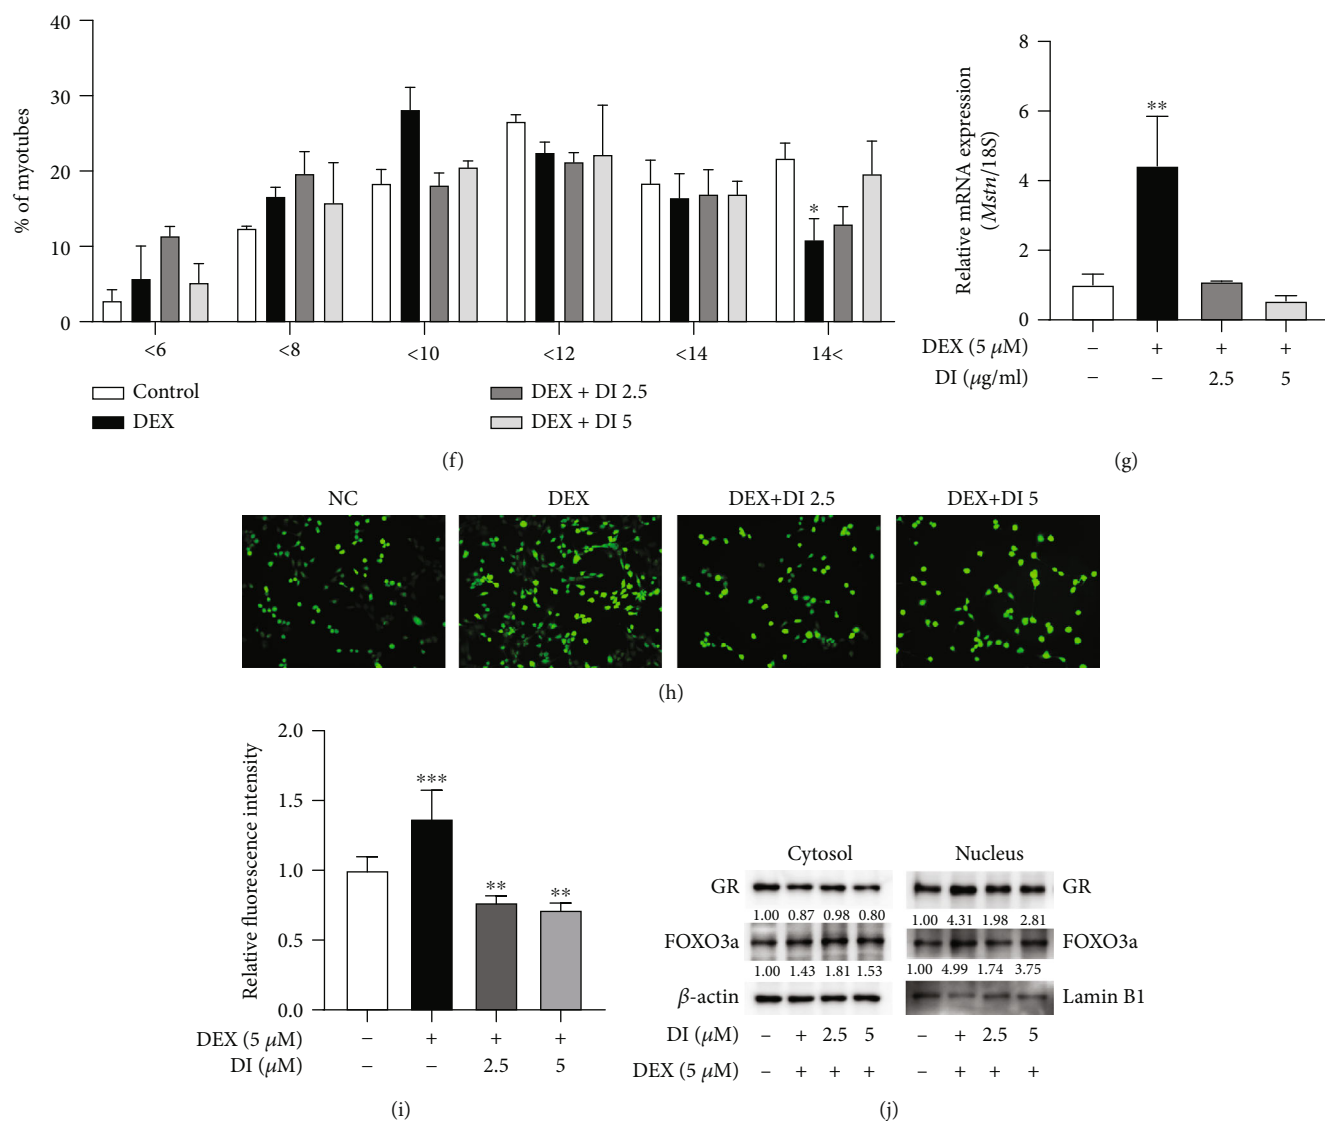 40
30
20
10
0
% of myotubes
<6 <8 <10 <12 <14 14<
*
Control
DEX
DEX + DI 2.5
DEX + DI 5
(f)
8
6
4
2
0
Relative mRNA expression
(Mstn/18S)
**
DEX (5 μM) – + + +
DI (μg/ml) – – 2.5 5
(g)
NC DEX DEX+DI 2.5 DEX+DI 5
(h)
2.0
1.5
1.0
0.5
0.0
Relative fluorescence intensity
*** ** **
DEX (5 μM) – + + +
DI (μM) – – 2.5 5
(i)
Cytosol Nucleus
GR GR
1.00 0.87 0.98 0.80 1.00 4.31 1.98 2.81
FOXO3a FOXO3a
1.00 1.43 1.81 1.53 1.00 4.99 1.74 3.75
β-actin Lamin B1
DI (μM) – + 2.5 5 – + 2.5 5
DEX (5 μM) – + + + – + + +
(j)